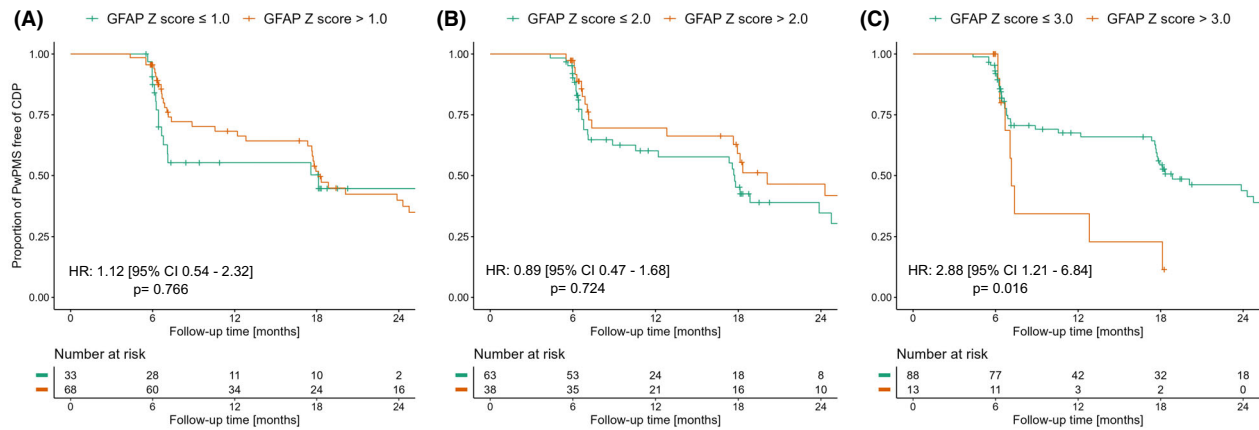 (A) GFAP Z score ≤ 1.0 GFAP Z score > 1.0
Proportion of PwPMS free of CDP
1.00
0.75
0.50
0.25
0.00
HR: 1.12 [95% CI 0.54 - 2.32]
p= 0.766
0 6 12 18 24
Follow-up time [months]
Number at risk
33 28 11 10 2
68 60 34 24 16
0 6 12 18 24
Follow-up time [months]
(B) GFAP Z score ≤ 2.0 GFAP Z score > 2.0
1.00
0.75
0.50
0.25
0.00
HR: 0.89 [95% CI 0.47 - 1.68]
p= 0.724
0 6 12 18 24
Follow-up time [months]
Number at risk
63 53 24 18 8
38 35 21 16 10
0 6 12 18 24
Follow-up time [months]
(C) GFAP Z score ≤ 3.0 GFAP Z score > 3.0
1.00
0.75
0.50
0.25
0.00
HR: 2.88 [95% CI 1.21 - 6.84]
p= 0.016
0 6 12 18 24
Follow-up time [months]
Number at risk
88 77 42 32 18
13 11 3 2 0
0 6 12 18 24
Follow-up time [months]